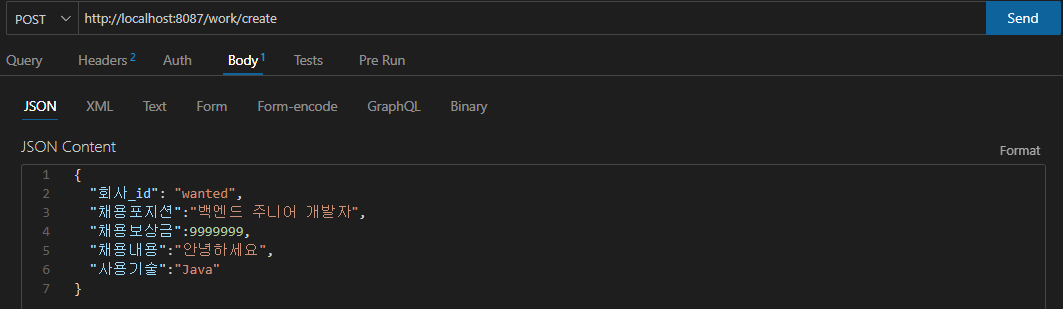 POST http://localhost:8087/work/create Send
Query Headers 2 Auth Body 1 Tests Pre Run
JSON XML Text Form Form-encode GraphQL Binary
JSON Content Format
1 {
2 "회사_id": "wanted",
3 "채용포지션":"백엔드 주니어 개발자",
4 "채용보상금":9999999,
5 "채용내용":"안녕하세요",
6 "사용기술":"Java"
7 }